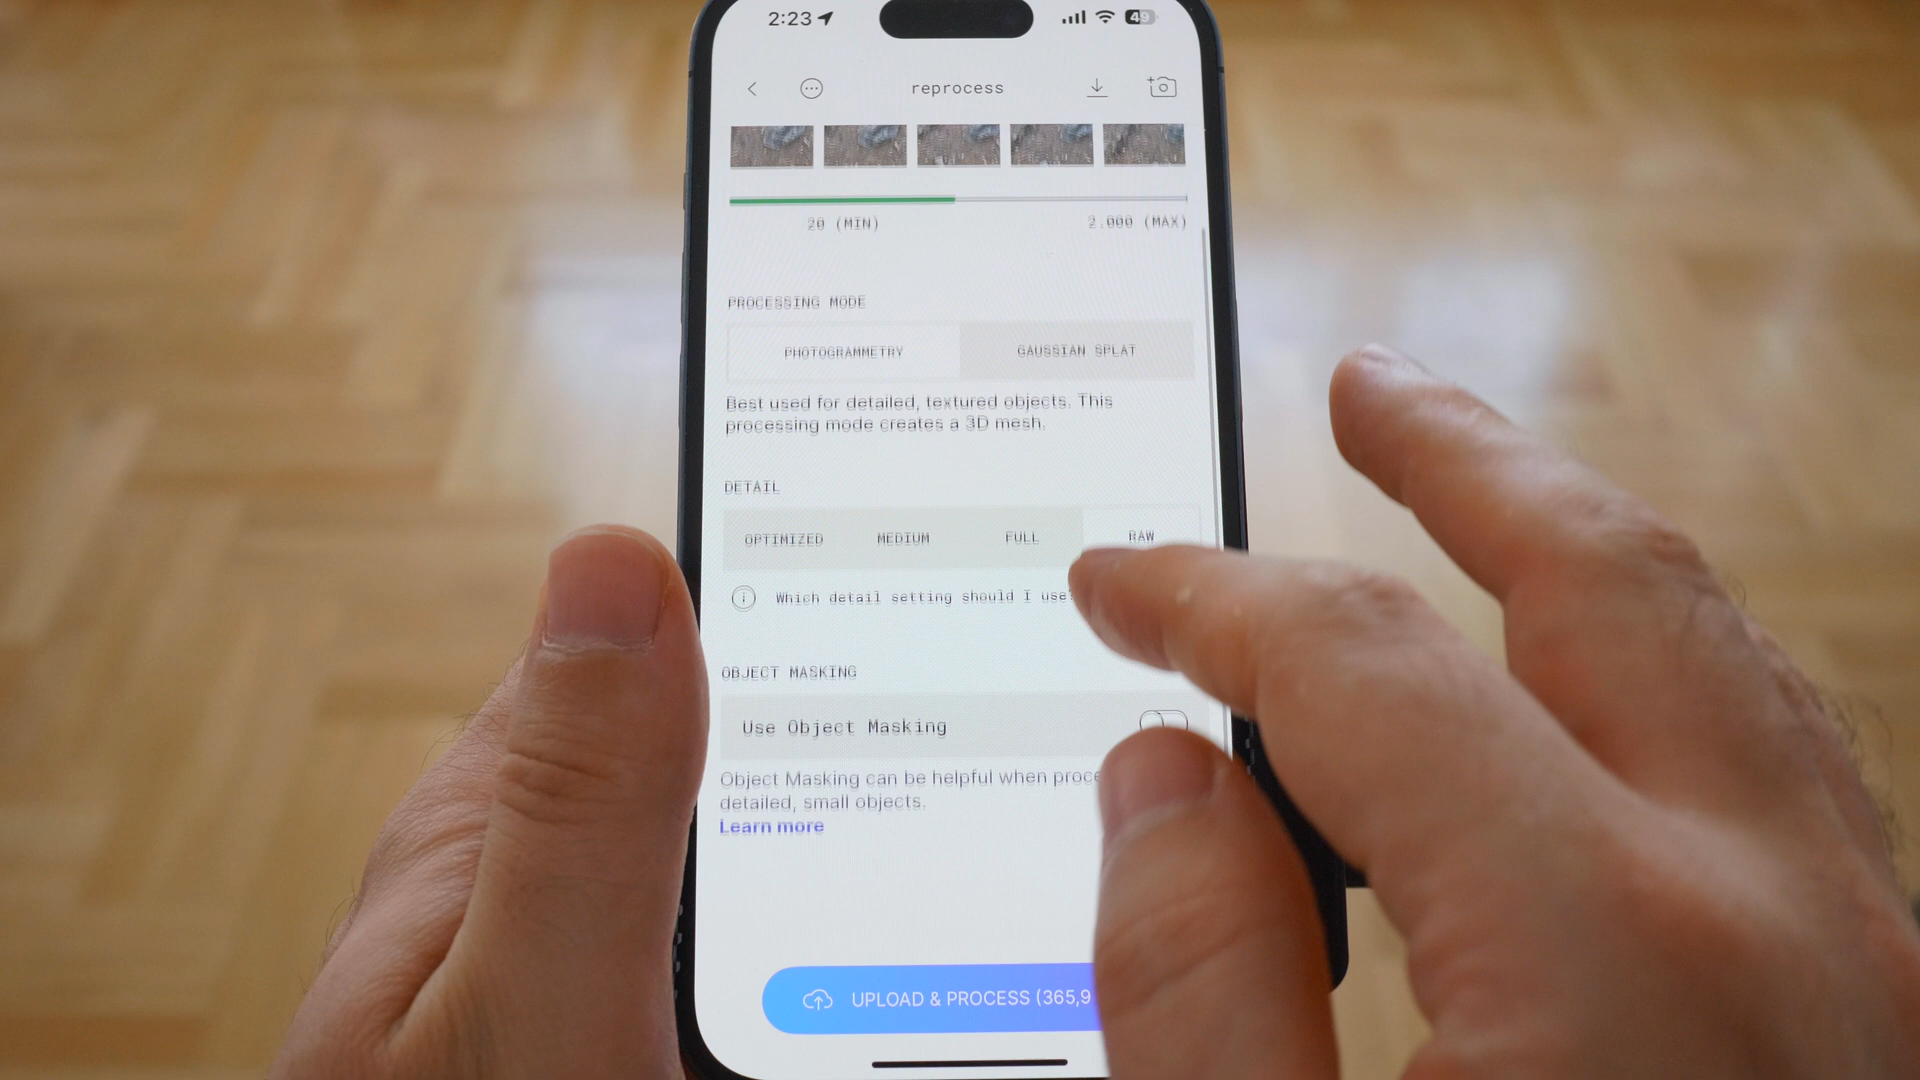 2:23
49
reprocess
20 (MIN)
2.000 (MAX)
PROCESSING MODE
PHOTOGRAMMETRY
GAUSSIAN SPLAT
Best used for detailed, textured objects. This
processing mode creates a 3D mesh.
DETAIL
OPTIMIZED
MEDIUM
FULL
RAW
Which detail setting should I use?
OBJECT MASKING
Use Object Masking
Object Masking can be helpful when proce
detailed, small objects.
Learn more
UPLOAD & PROCESS (365,9